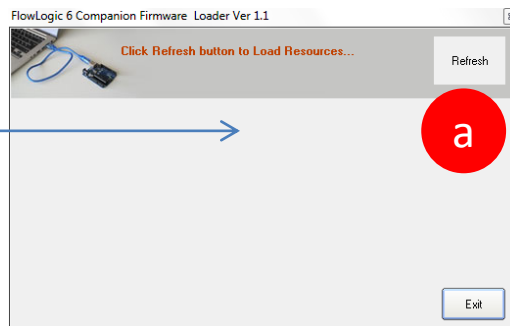 FlowLogic 6 Companion Firmware Loader Ver 1.1
Click Refresh button to Load Resources...
Refresh
a
Exit